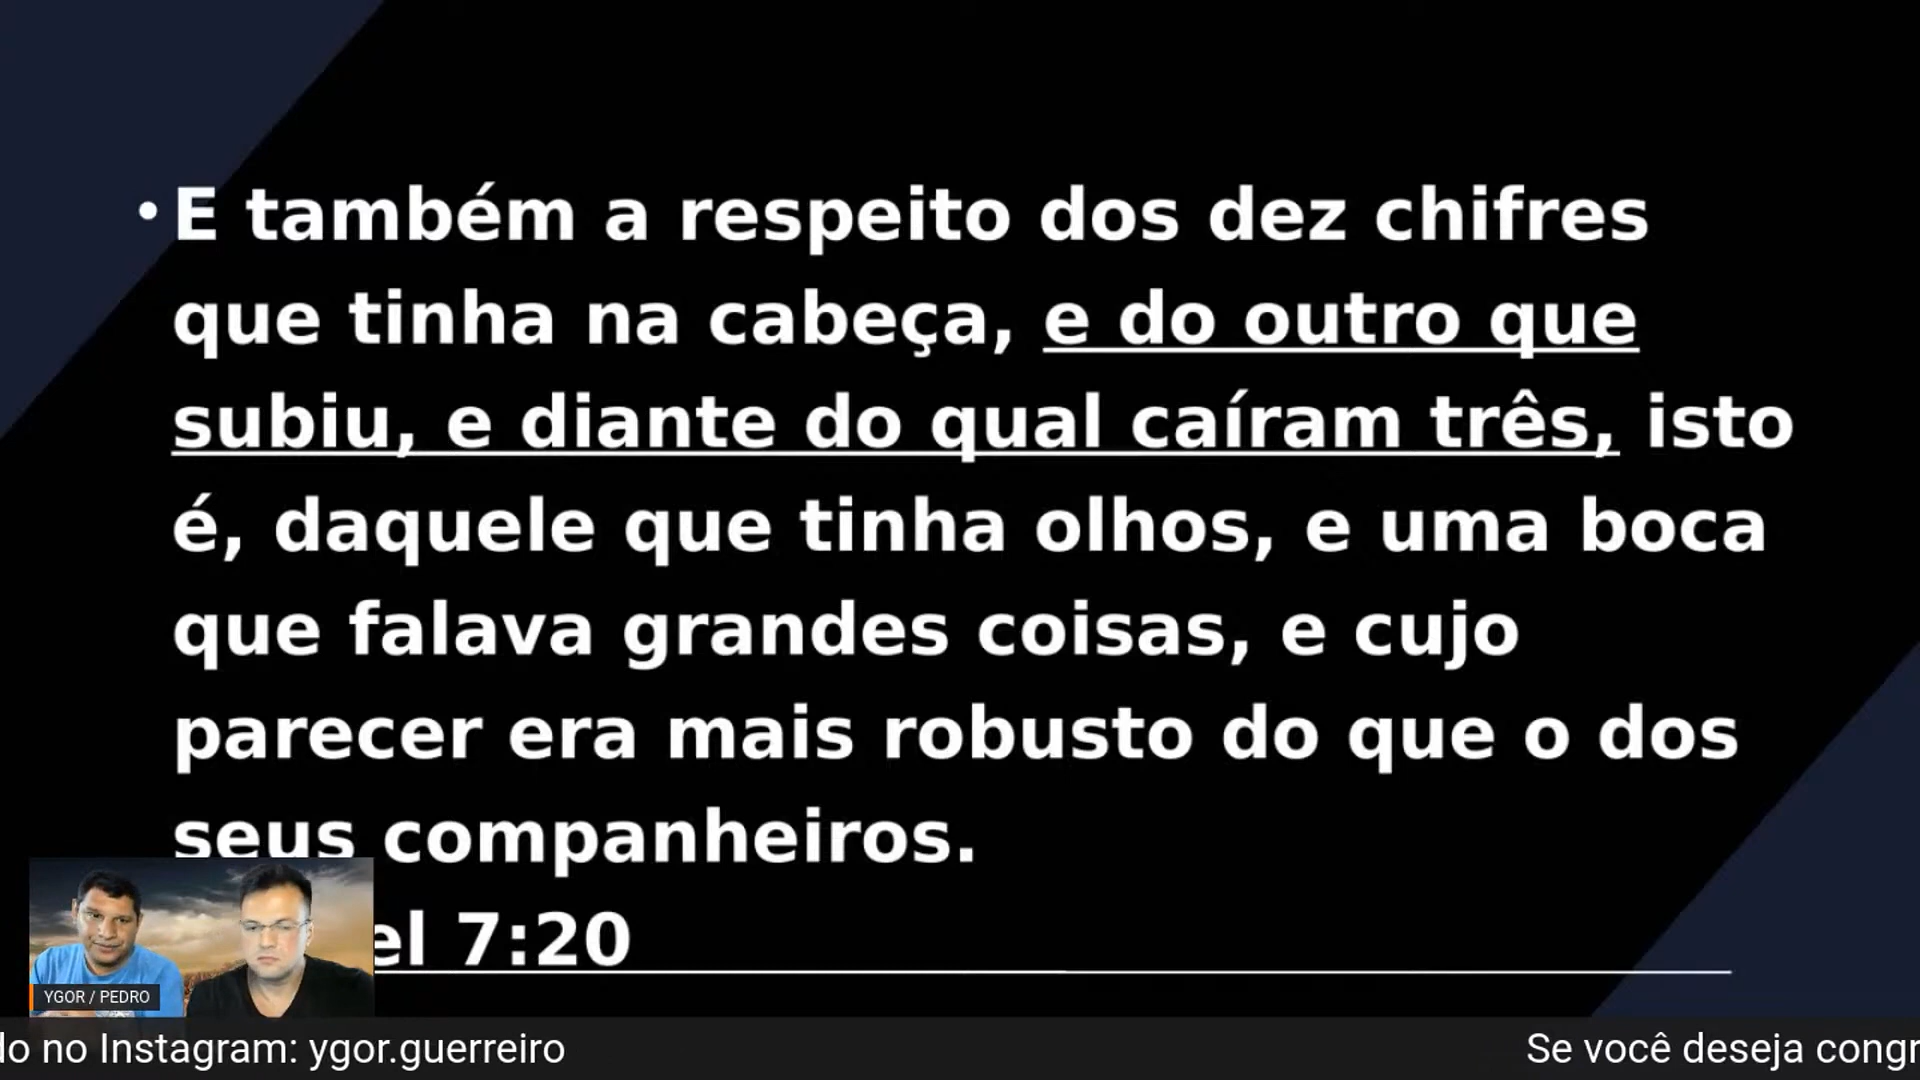 • E também a respeito dos dez chifres
que tinha na cabeça, e do outro que
subiu, e diante do qual caíram três, isto
é, daquele que tinha olhos, e uma boca
que falava grandes coisas, e cujo
parecer era mais robusto do que o dos
seus companheiros.
el 7:20
YGOR / PEDRO
do no Instagram: ygor.guerreiro
Se você deseja congr